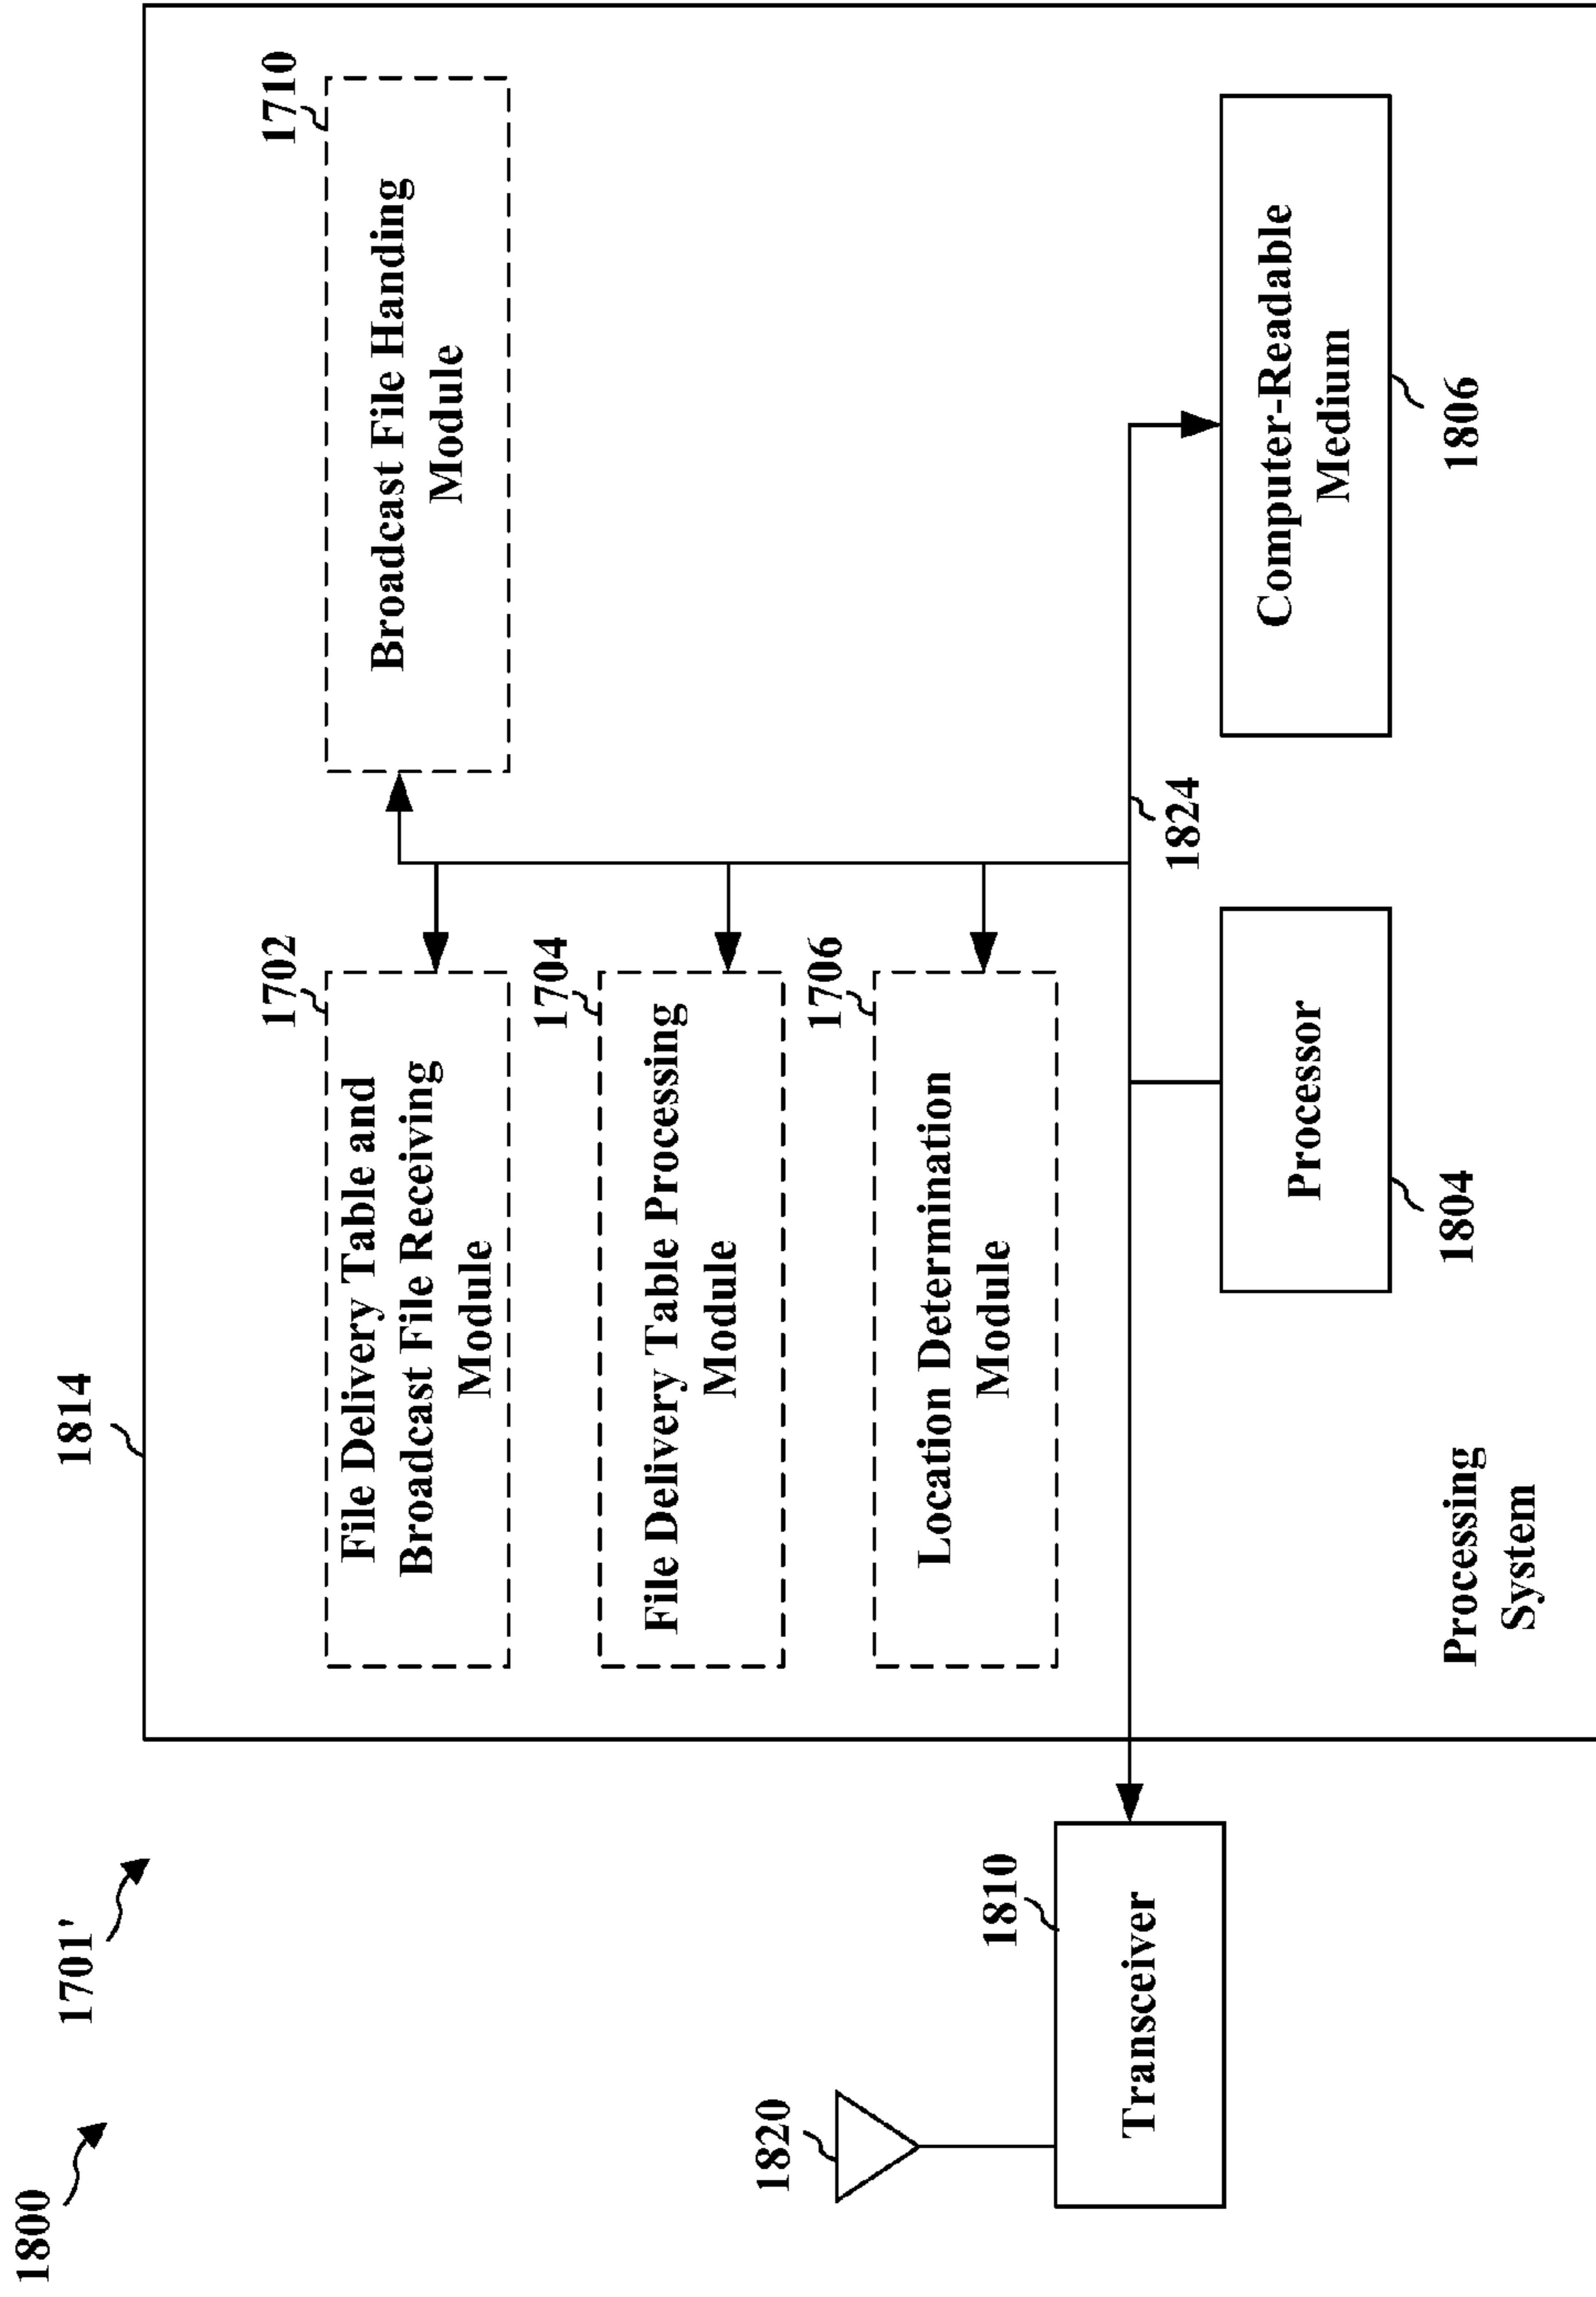 1800
1701'
1814
1702
File Delivery Table and
Broadcast File Receiving
Module
1710
Broadcast File Handing
Module
1704
File Delivery Table Processing
Module
1706
Location Determination
Module
1820
1810
Transceiver
1824
Processor
1804
Computer-Readable
Medium
1806
Processing
System